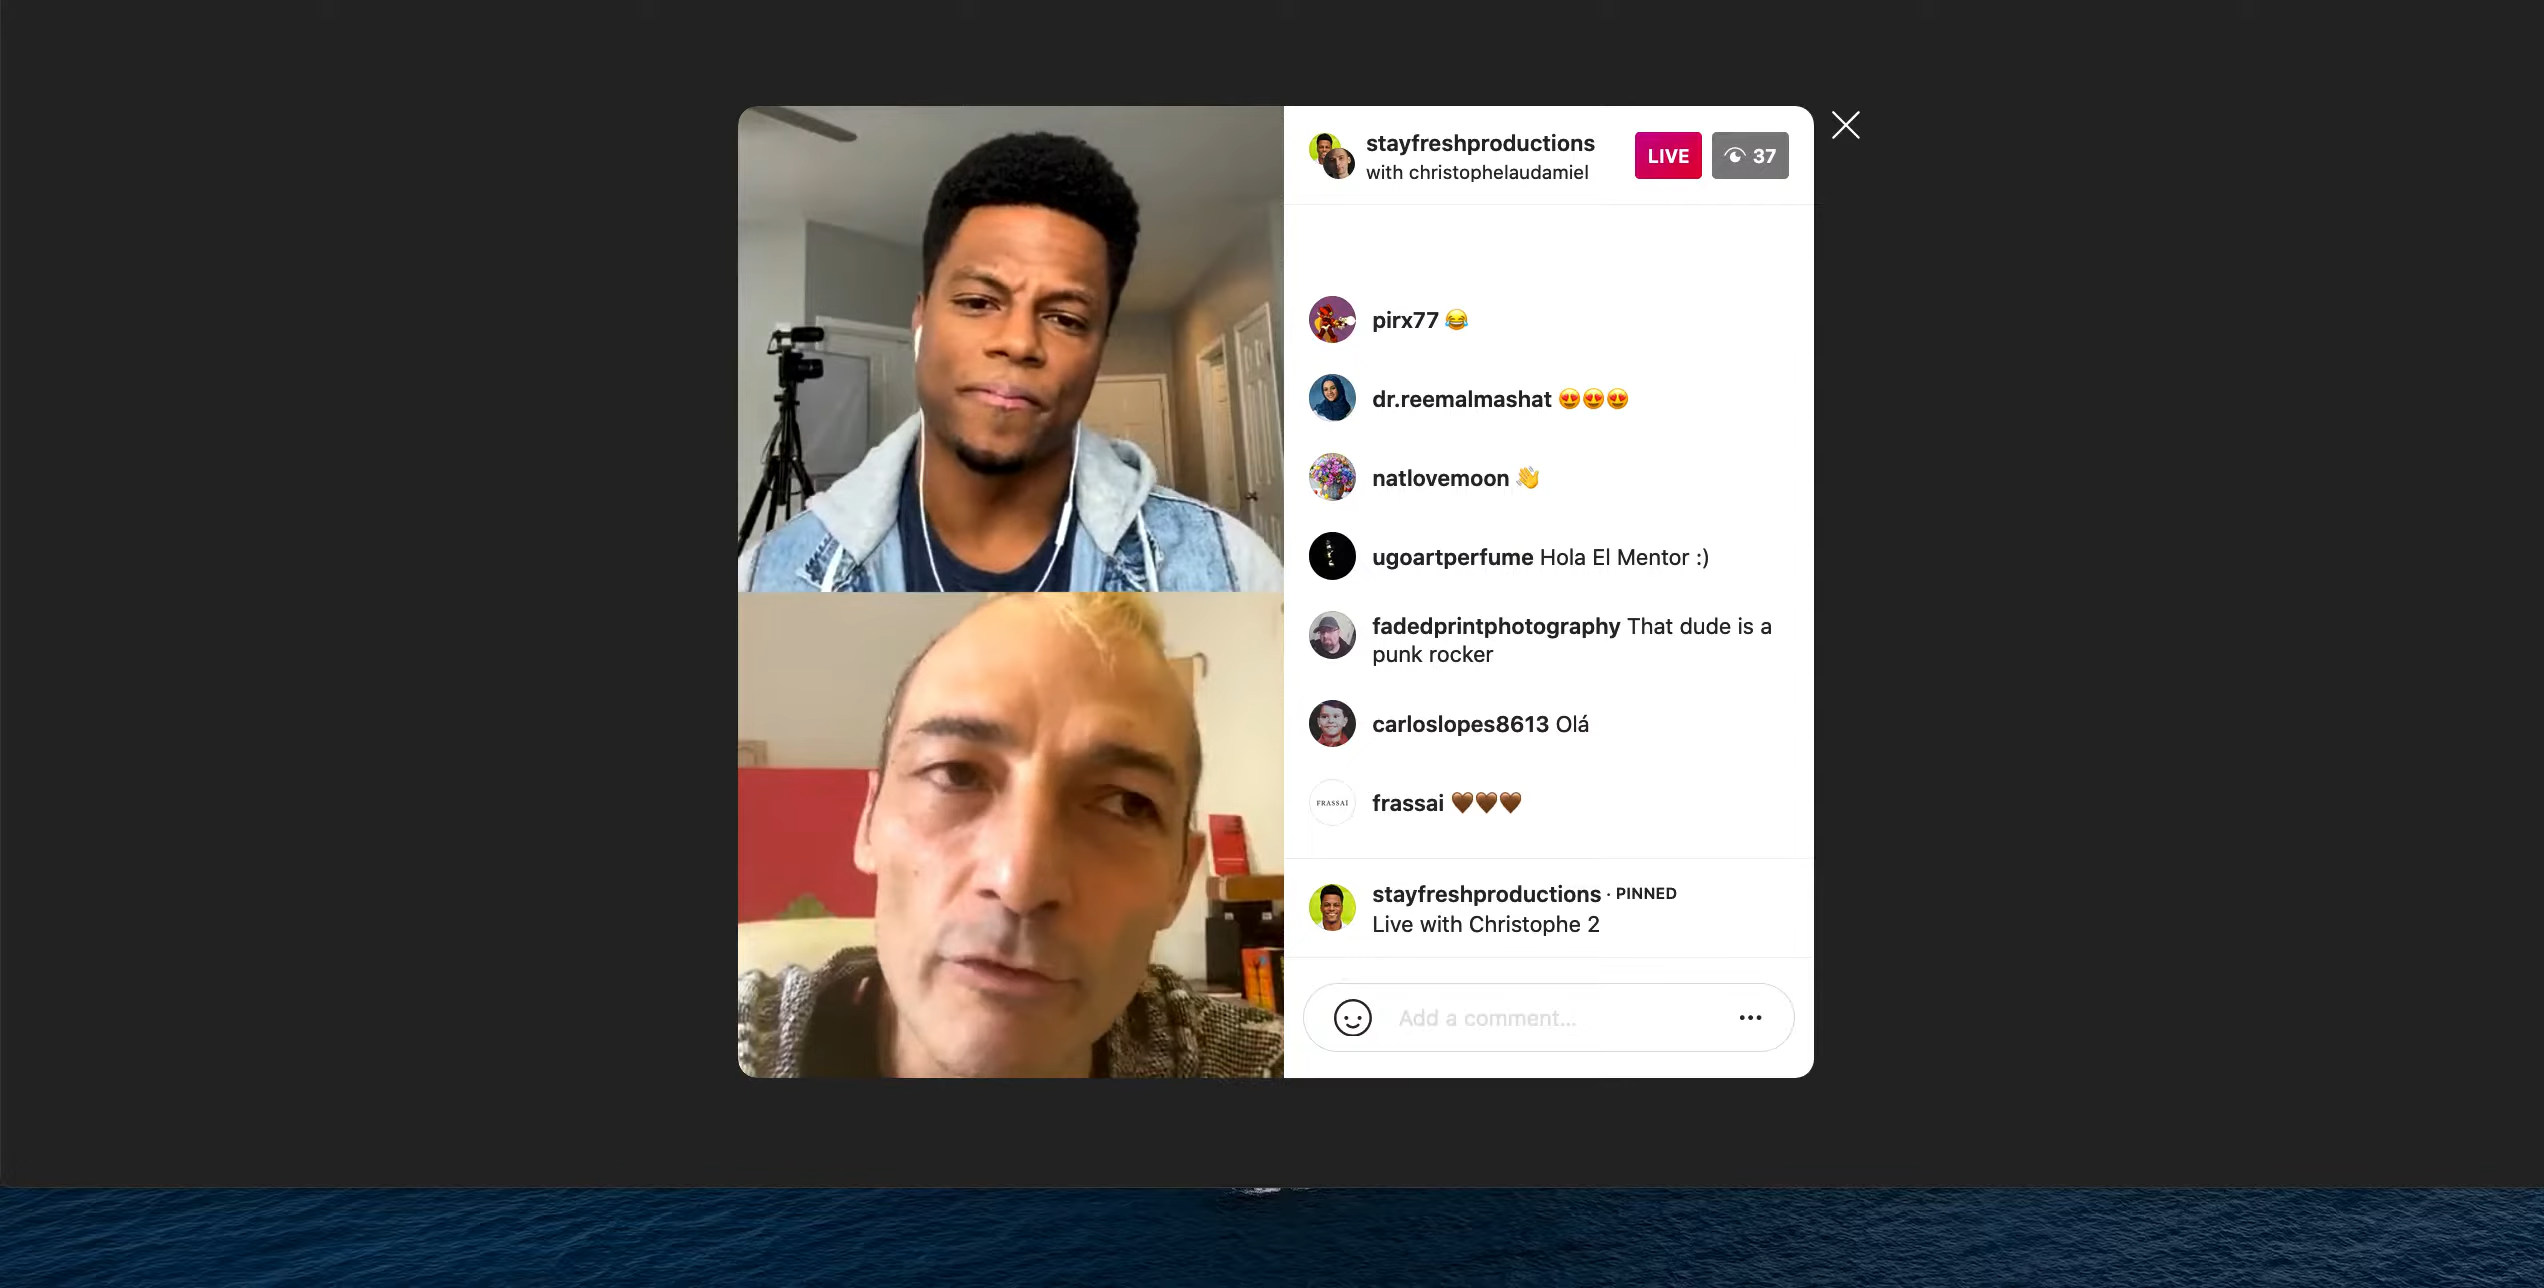 stayfreshproductions
with christophelaudamiel
LIVE
37
pirx77 😂
dr.reemalmashat 😍😍😍
natlovemoon 👋
ugoartperfume Hola El Mentor :)
fadedprintphotography That dude is a
punk rocker
carloslopes8613 Olá
FRASSAI
frassai 🤎🤎🤎
stayfreshproductions · PINNED
Live with Christophe 2
Add a comment...